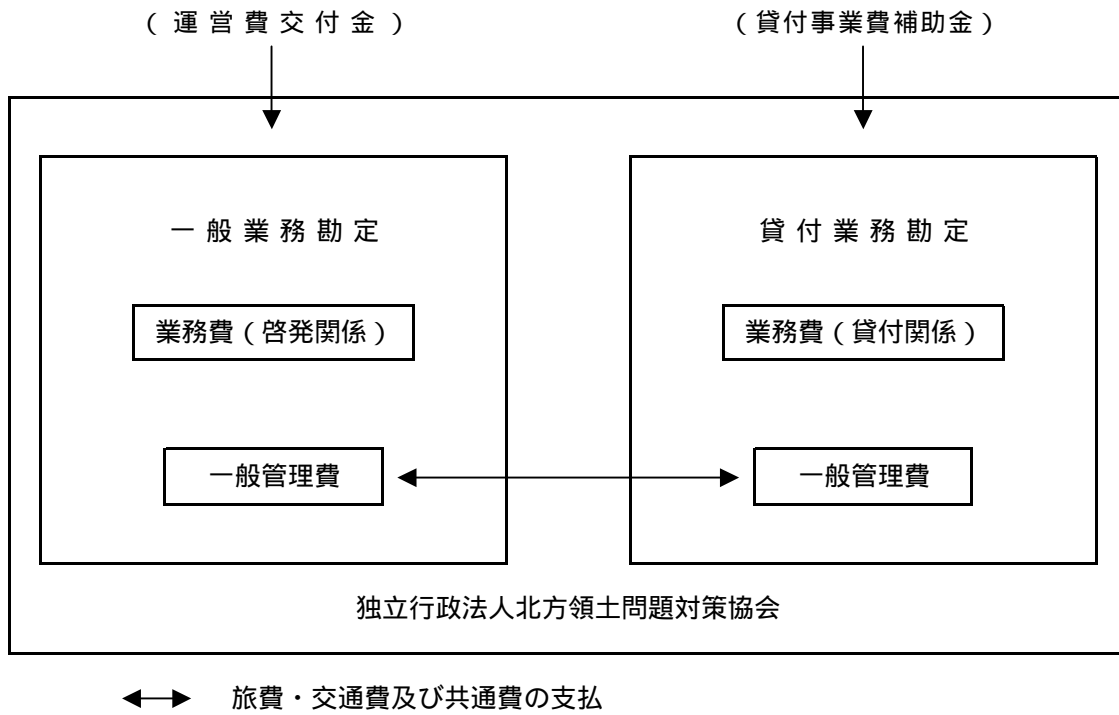 （運営費交付金）
（貸付事業費補助金）
一般業務勘定
貸付業務勘定
業務費（啓発関係）
業務費（貸付関係）
一般管理費
一般管理費
独立行政法人北方領土問題対策協会
旅費・交通費及び共通費の支払